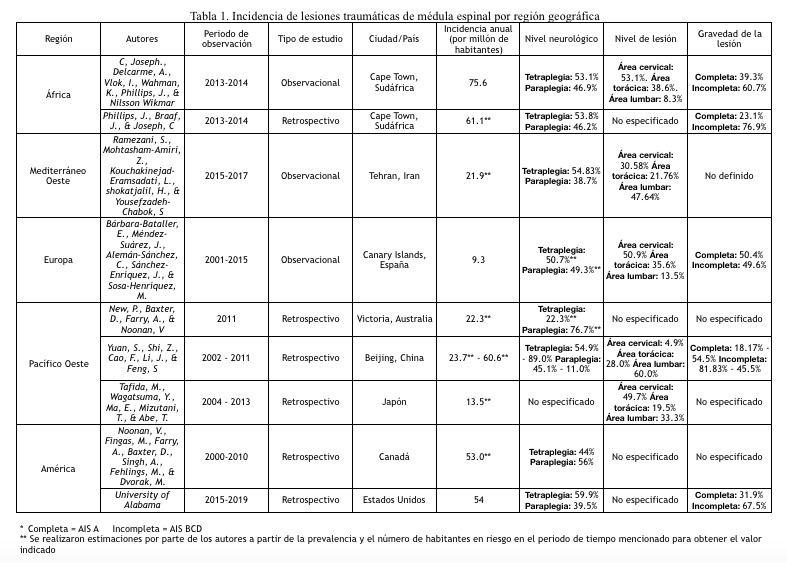 Tabla 1. Incidencia de lesiones traumáticas de médula espinal por región geográfica
Región
Autores
Periodo de
observación
Tipo de estudio
Ciudad/País
Incidencia anual
(por millón de
habitantes)
Nivel neurológico
Nivel de lesión
Gravedad de la
lesión
África
C, Joseph.,
Delcarme, A.,
Vlok, I., Wahman,
K., Phillips, J., &
Nilsson Wikmar
2013-2014
Observacional
Cape Town,
Sudáfrica
75.6
Tetraplegia: 53.1%
Paraplegia: 46.9%
Área cervical:
53.1%. Área
torácica: 38.6%.
Área lumbar: 8.3%
Completa: 39.3%
Incompleta: 60.7%
Phillips, J., Braaf,
J., & Joseph, C
2013-2014
Retrospectivo
Cape Town,
Sudáfrica
61.1**
Tetraplegia: 53.8%
Paraplegia: 46.2%
No especificado
Completa: 23.1%
Incompleta: 76.9%
Mediterráneo
Oeste
Ramezani, S.,
Mohtasham-Amiri,
Z.,
Kouchakinejad-
Eramsadati, L.,
shokatjalil, H., &
Yousefzadeh-
Chabok, S
2015-2017
Observacional
Tehran, Iran
21.9**
Tetraplegia: 54.83%
Paraplegia: 38.7%
Área cervical:
30.58% Área
torácica: 21.76%
Área lumbar:
47.64%
No definido
Europa
Bárbara-Bataller,
E., Méndez-
Suárez, J.,
Alemán-Sánchez,
C., Sánchez-
Enríquez, J., &
Sosa-Henríquez,
M.
2001-2015
Observacional
Canary Islands,
España
9.3
Tetraplegia:
50.7%**
Paraplegia: 49.3%**
Área cervical:
50.9% Área
torácica: 35.6%
Área lumbar: 13.5%
Completa: 50.4%
Incompleta: 49.6%
Pacífico Oeste
New, P., Baxter,
D., Farry, A., &
Noonan, V
2011
Retrospectivo
Victoria, Australia
22.3**
Tetraplegia:
22.3%**
Paraplegia: 76.7%**
No especificado
No especificado
Yuan, S., Shi, Z.,
Cao, F., Li, J., &
Feng, S
2002 - 2011
Retrospectivo
Beijing, China
23.7** - 60.6**
Tetraplegia: 54.9%
- 89.0% Paraplegia:
45.1% - 11.0%
Área cervical: 4.9%
Área torácica:
28.0% Área lumbar:
60.0%
Completa: 18.17% -
54.5% Incompleta:
81.83% - 45.5%
Tafida, M.,
Wagatsuma, Y.,
Ma, E., Mizutani,
T., & Abe, T.
2004 - 2013
Retrospectivo
Japón
13.5**
No especificado
Área cervical:
49.7% Área
torácica: 19.5%
Área lumbar: 33.3%
No especificado
América
Noonan, V.,
Fingas, M., Farry,
A., Baxter, D.,
Singh, A.,
Fehlings, M., &
Dvorak, M.
2000-2010
Retrospectivo
Canadá
53.0**
Tetraplegia: 44%
Paraplegia: 56%
No especificado
No especificado
University of
Alabama
2015-2019
Retrospectivo
Estados Unidos
54
Tetraplegia: 59.9%
Paraplegia: 39.5%
No especificado
Completa: 31.9%
Incompleta: 67.5%
* Completa = AIS A Incompleta = AIS BCD
** Se realizaron estimaciones por parte de los autores a partir de la prevalencia y el número de habitantes en riesgo en el periodo de tiempo mencionado para obtener el valor
indicado